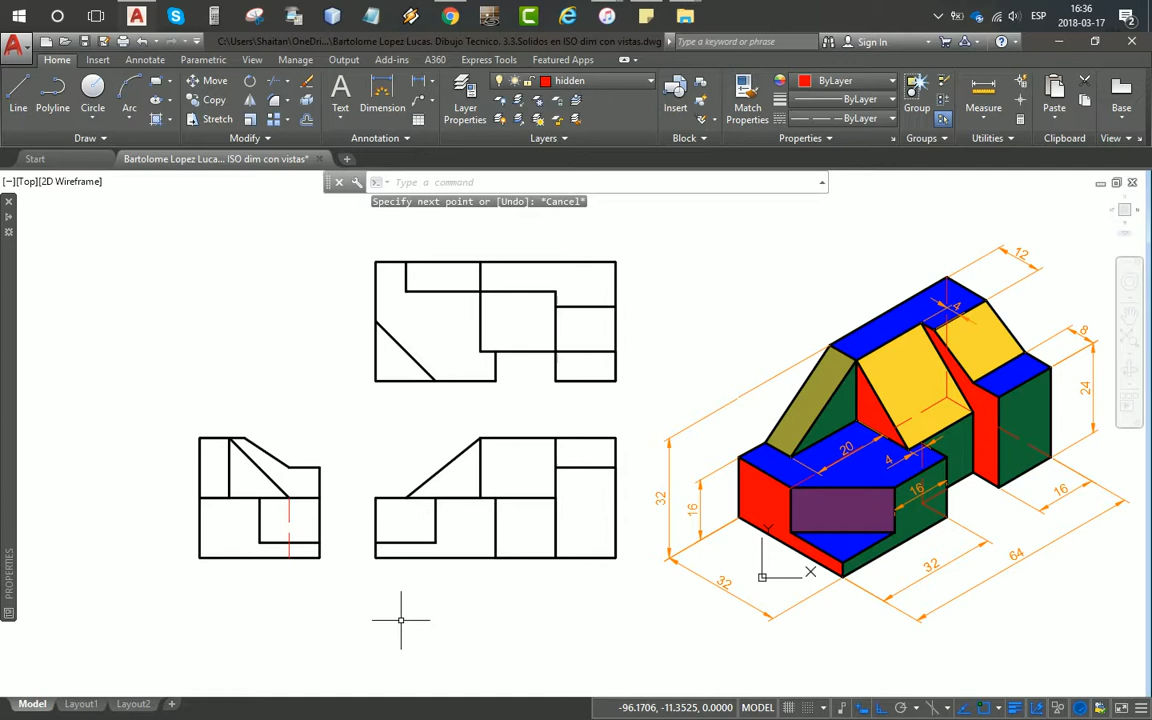 16:36
ESP
2018-03-17
2
C:\Users\Shaitan\OneDri... \Bartolome Lopez Lucas. Dibujo Tecnico. 3.3.Solidos en ISO dim con vistas.dwg
Type a keyword or phrase
Sign In
Home Insert Annotate Parametric View Manage Output Add-ins A360 Express Tools Featured Apps
Line Polyline Circle Arc
Move
Copy
Stretch
Text Dimension
Layer Properties
hidden
Insert
Match Properties
ByLayer
ByLayer
ByLayer
Group
Measure
Paste
Base
Draw Modify Annotation Layers Block Properties Groups Utilities Clipboard View
Start
Bartolome Lopez Luca... ISO dim con vistas*
[−][Top][2D Wireframe]
Type a command
Specify next point or [Undo]: *Cancel*
12
4
8
24
20
4
32
16
16
16
32
64
32
Y
X
PROPERTIES
Model Layout1 Layout2
-96.1706, -11.3525, 0.0000 MODEL